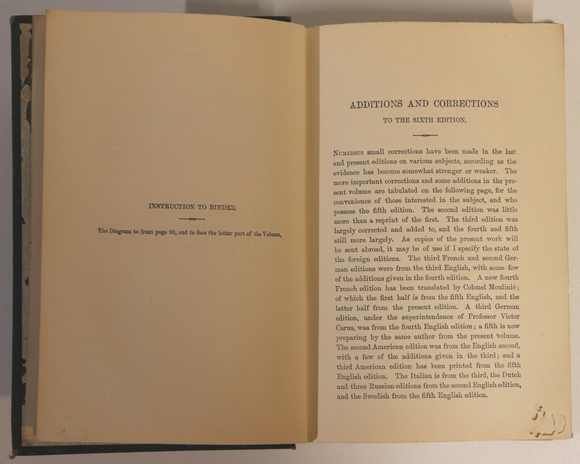 INSTRUCTION TO BINDER.
The Diagram to front page 90, and to face the latter part of the Volume.
ADDITIONS AND CORRECTIONS
TO THE SIXTH EDITION.
NUMEROUS small corrections have been made in the last
and present editions on various subjects, according as the
evidence has become somewhat stronger or weaker. The
more important corrections and some additions in the pre-
sent volume are tabulated on the following page, for the
convenience of those interested in the subject, and who
possess the fifth edition. The second edition was little
more than a reprint of the first. The third edition was
largely corrected and added to, and the fourth and fifth
still more largely. As copies of the present work will
be sent abroad, it may be of use if I specify the state of
the foreign editions. The third French and second Ger-
man editions were from the third English, with some few
of the additions given in the fourth edition. A new fourth
French edition has been translated by Colonel Moulinié;
of which the first half is from the fifth English, and the
latter half from the present edition. A third German
edition, under the superintendence of Professor Victor
Carus, was from the fourth English edition; a fifth is now
preparing by the same author from the present volume.
The second American edition was from the English second,
with a few of the additions given in the third; and a
third American edition has been printed from the fifth
English edition. The Italian is from the third, the Dutch
and three Russian editions from the second English edition,
and the Swedish from the fifth English edition.